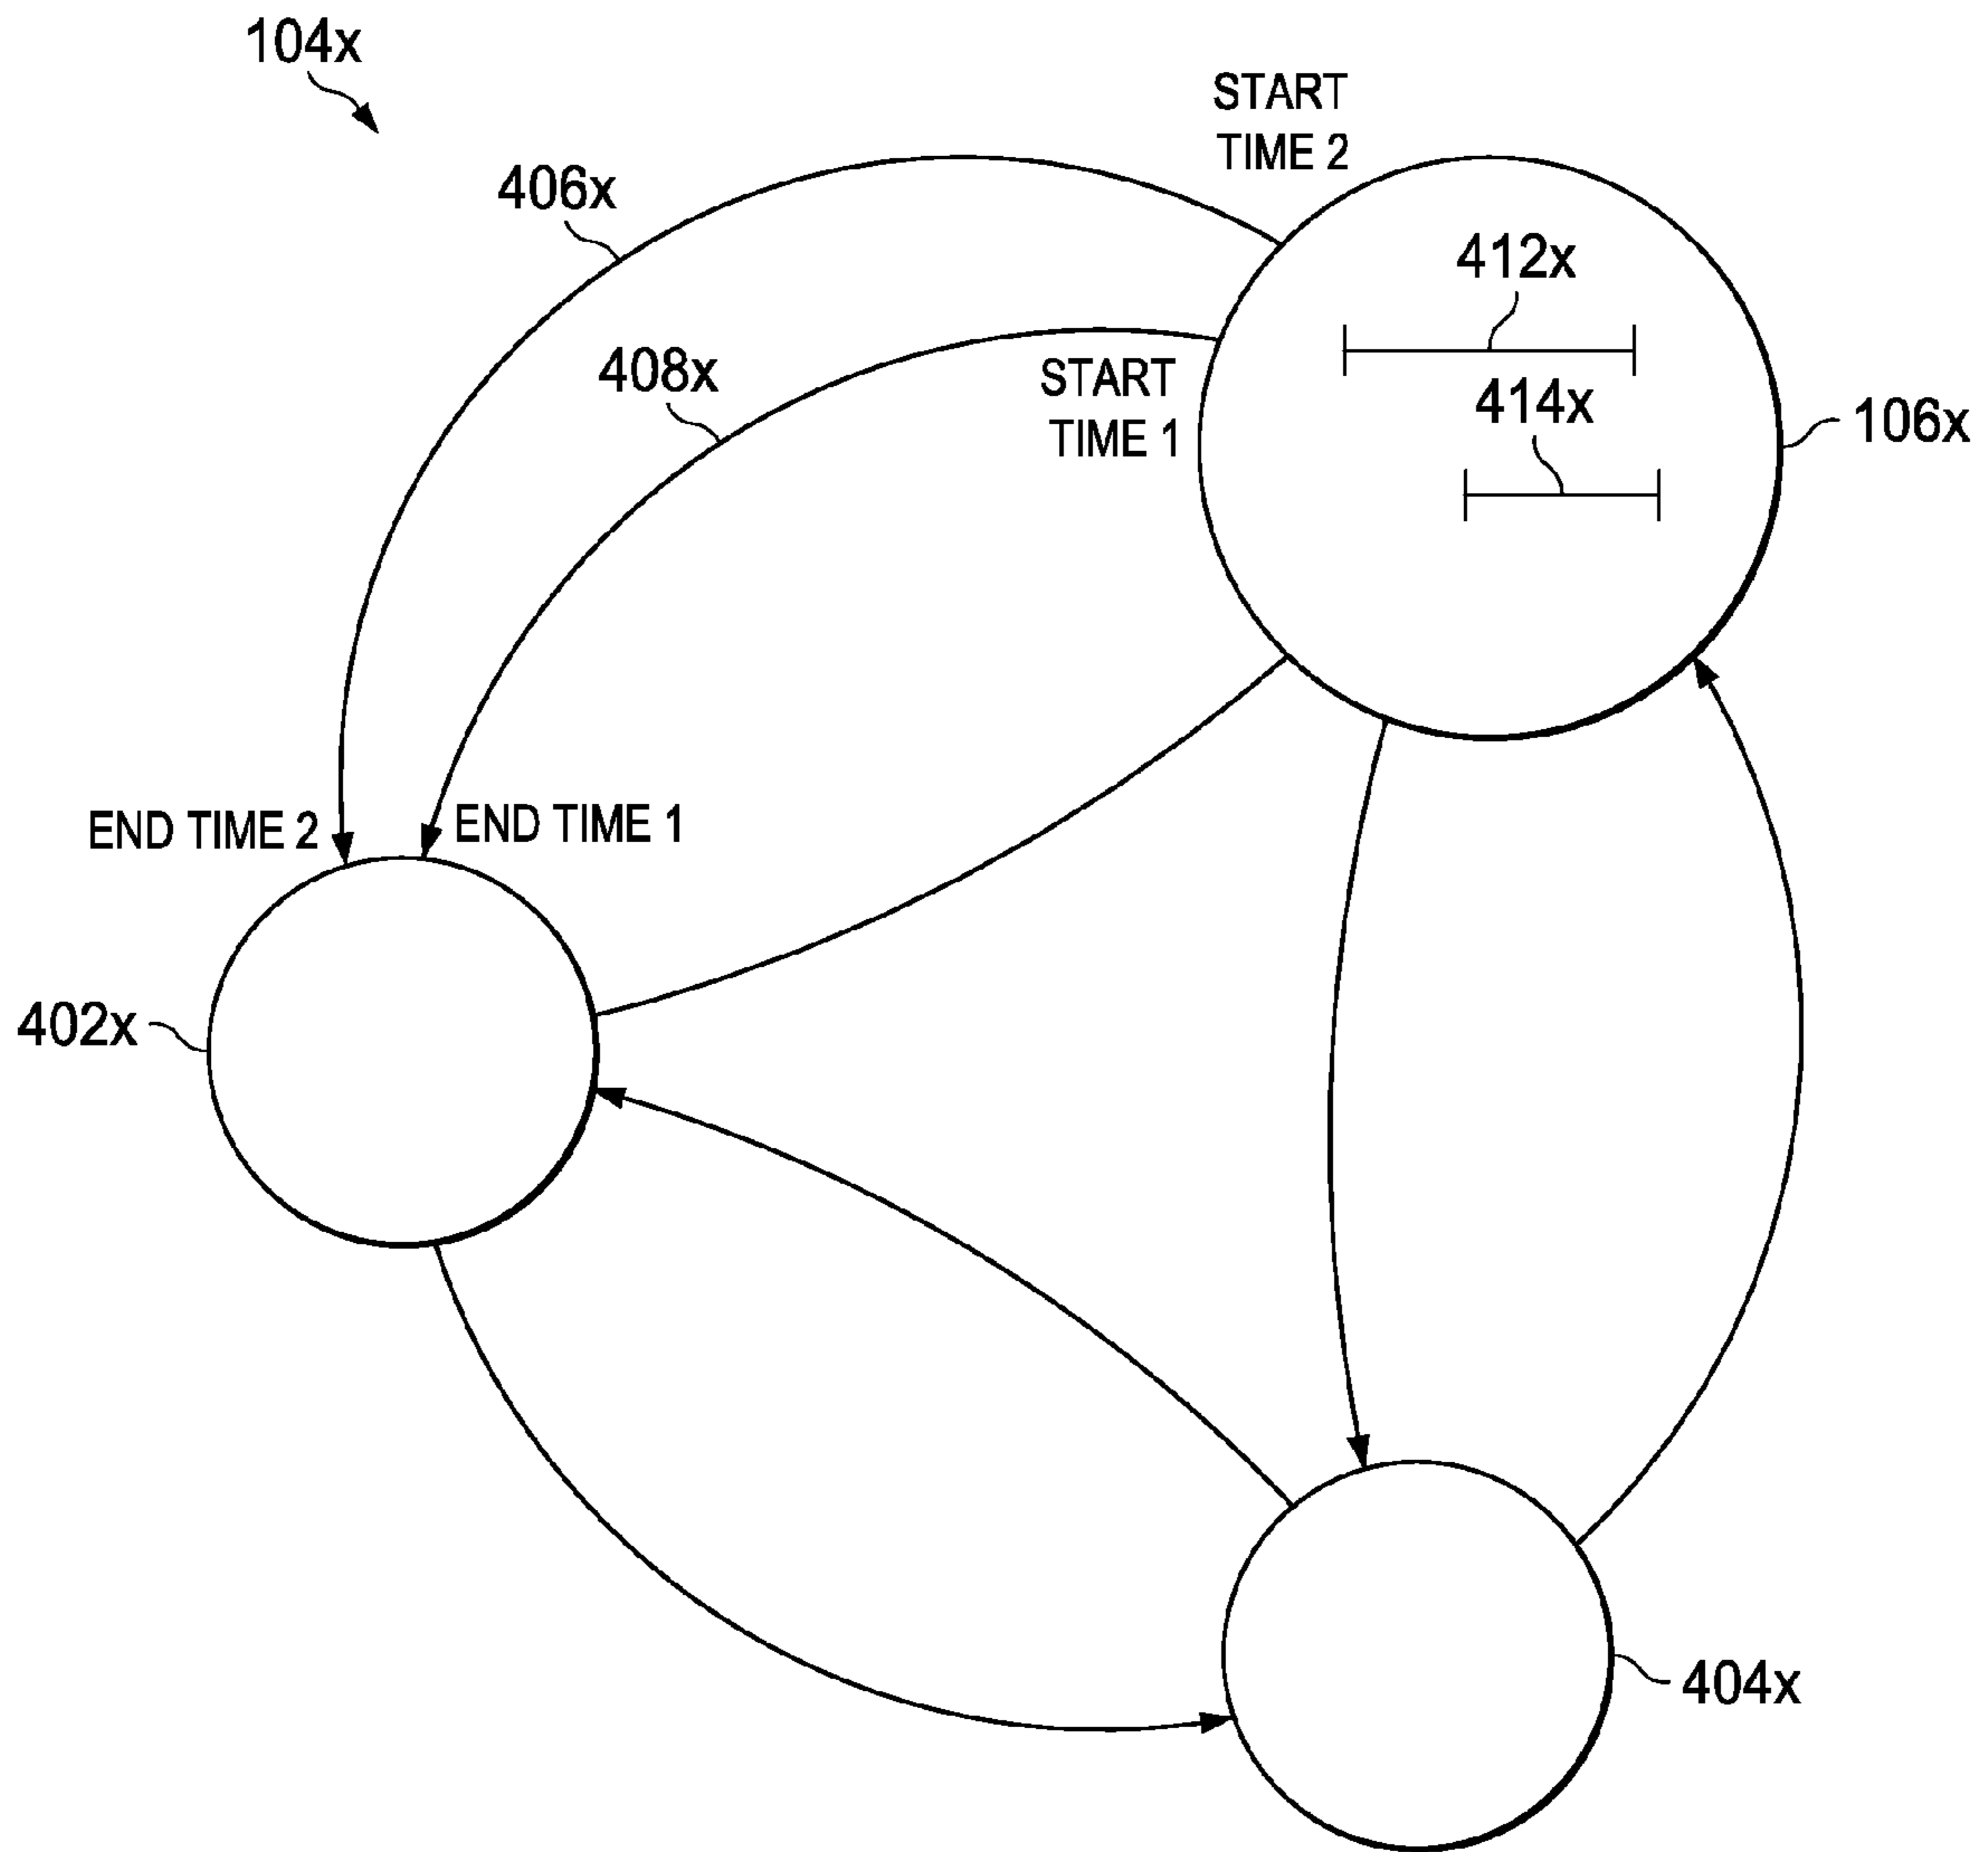 104x
START
TIME 2
406x
412x
408x
START
TIME 1
414x
106x
END TIME 2
END TIME 1
402x
404x